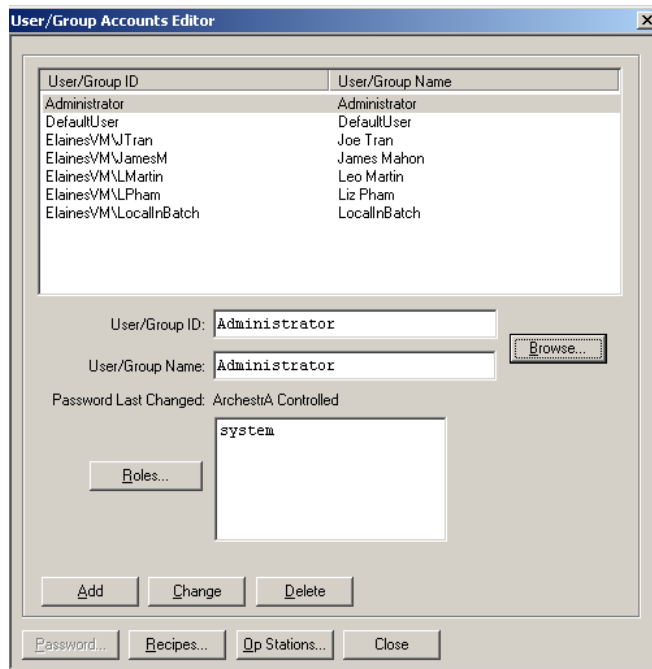 User/Group Accounts Editor
User/Group ID User/Group Name
Administrator Administrator
DefaultUser DefaultUser
ElainesVM\JTran Joe Tran
ElainesVM\JamesM James Mahon
ElainesVM\LMartin Leo Martin
ElainesVM\LPham Liz Pham
ElainesVM\LocalInBatch LocalInBatch
User/Group ID: Administrator
Browse...
User/Group Name: Administrator
Password Last Changed: ArchestrA Controlled
system
Roles...
Add Change Delete
Password... Recipes... Op Stations... Close